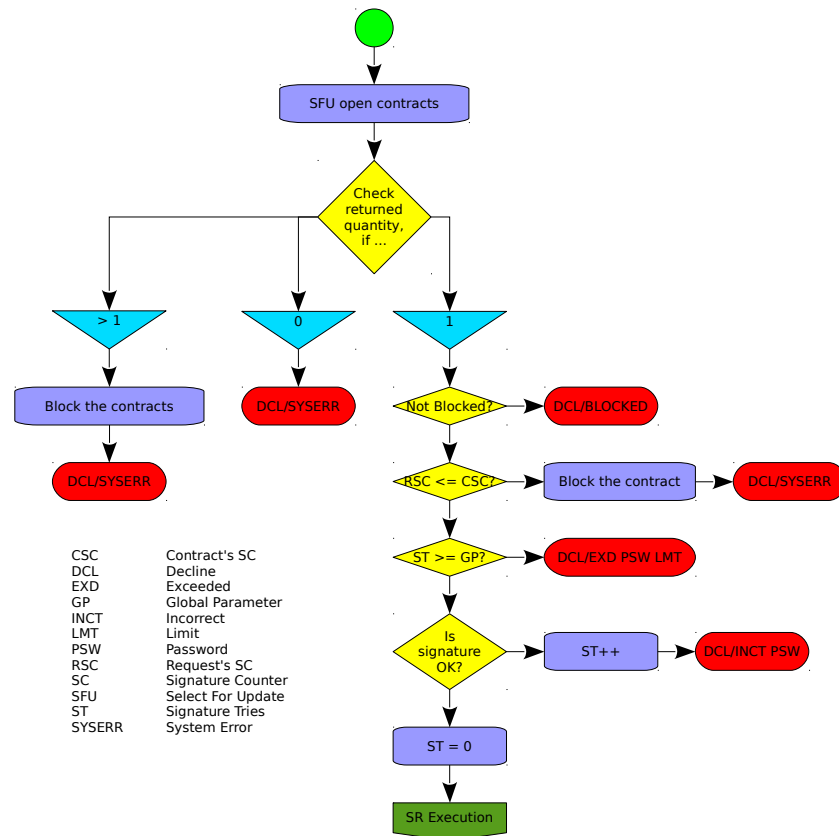 SFU open contracts
Check
returned
quantity,
if ...
> 1
0
1
Block the contracts
DCL/SYSERR
Not Blocked?
DCL/BLOCKED
DCL/SYSERR
RSC <= CSC?
Block the contract
DCL/SYSERR
ST >= GP?
DCL/EXD PSW LMT
Is
signature
OK?
ST++
DCL/INCT PSW
ST = 0
SR Execution
CSC Contract's SC
DCL Decline
EXD Exceeded
GP Global Parameter
INCT Incorrect
LMT Limit
PSW Password
RSC Request's SC
SC Signature Counter
SFU Select For Update
ST Signature Tries
SYSERR System Error